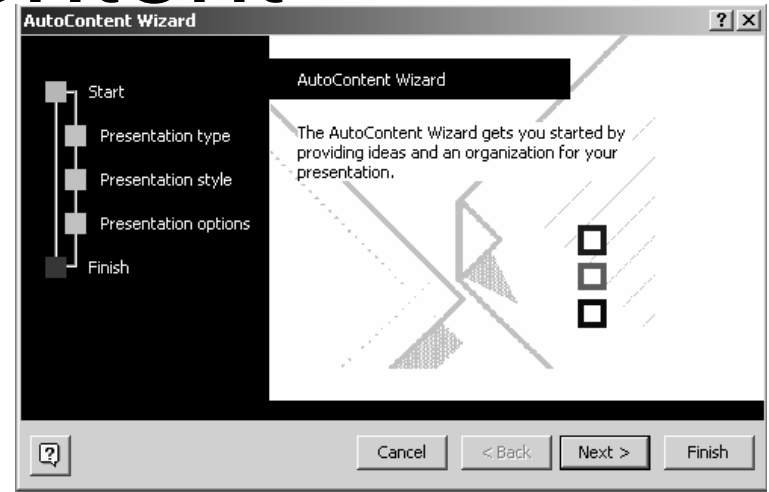 AutoContent Wizard
Start
Presentation type
Presentation style
Presentation options
Finish
AutoContent Wizard
The AutoContent Wizard gets you started by
providing ideas and an organization for your
presentation.
Cancel
< Back
Next >
Finish